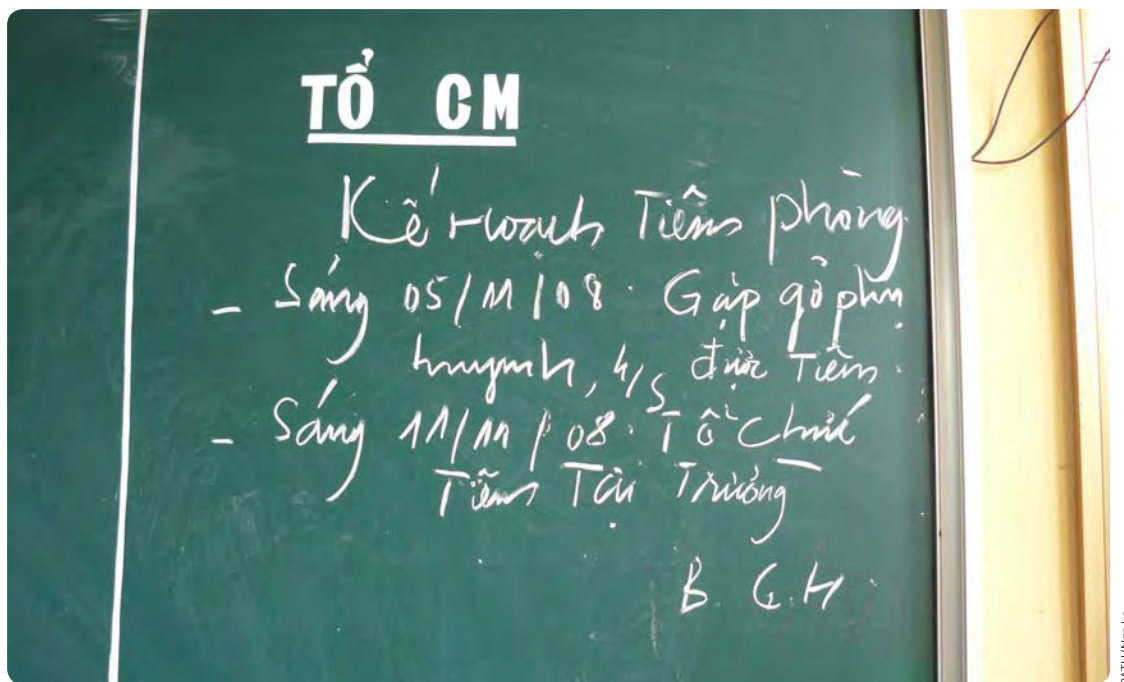 TỔ CM
Kế Hoạch Tiêm phòng.
- Sáng 05/11/08. Gặp gỡ phụ
huynh, h/s được Tiêm.
- Sáng 11/11/08. Tổ chức
Tiêm Tại Trường
B. G.H.